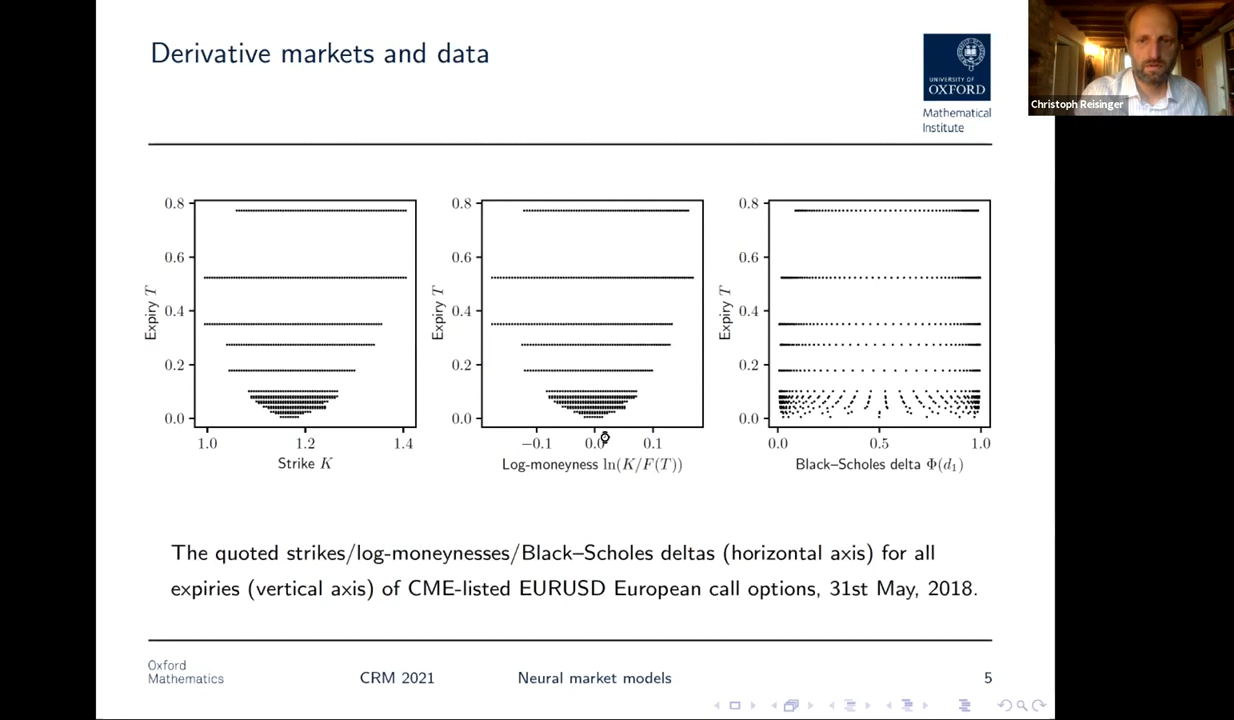 Derivative markets and data
UNIVERSITY OF
OXFORD
Mathematical
Institute
Christoph Reisinger
0.8
0.6
0.4
0.2
0.0
Expiry T
1.0 1.2 1.4
Strike K
0.8
0.6
0.4
0.2
0.0
Expiry T
−0.1 0.0 0.1
Log-moneyness ln(K/F(T))
0.8
0.6
0.4
0.2
0.0
Expiry T
0.0 0.5 1.0
Black–Scholes delta Φ(d₁)
The quoted strikes/log-moneynesses/Black–Scholes deltas (horizontal axis) for all
expiries (vertical axis) of CME-listed EURUSD European call options, 31st May, 2018.
Oxford
Mathematics
CRM 2021 Neural market models 5